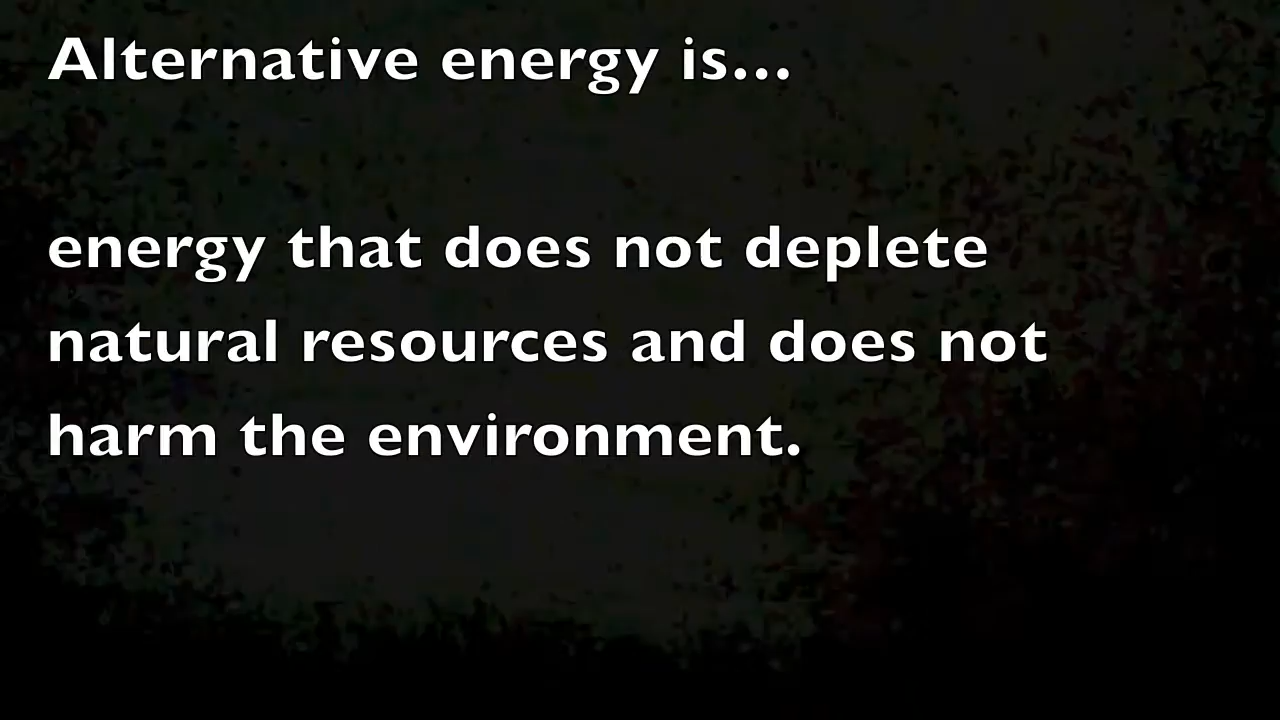 Alternative energy is...
energy that does not deplete
natural resources and does not
harm the environment.